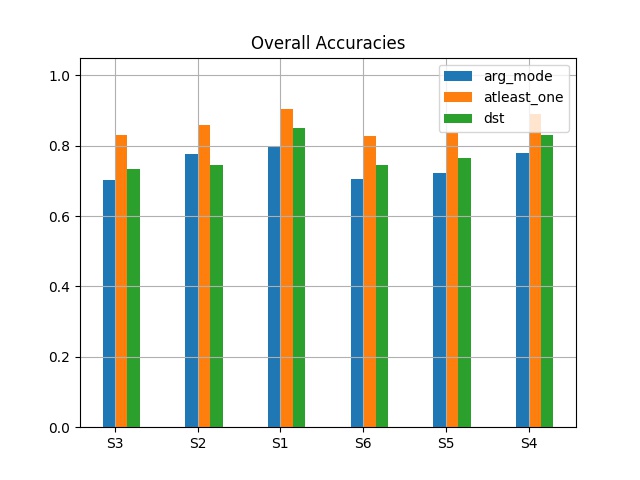 Overall Accuracies
1.0
0.8
0.6
0.4
0.2
0.0
arg_mode
atleast_one
dst
S3 S2 S1 S6 S5 S4